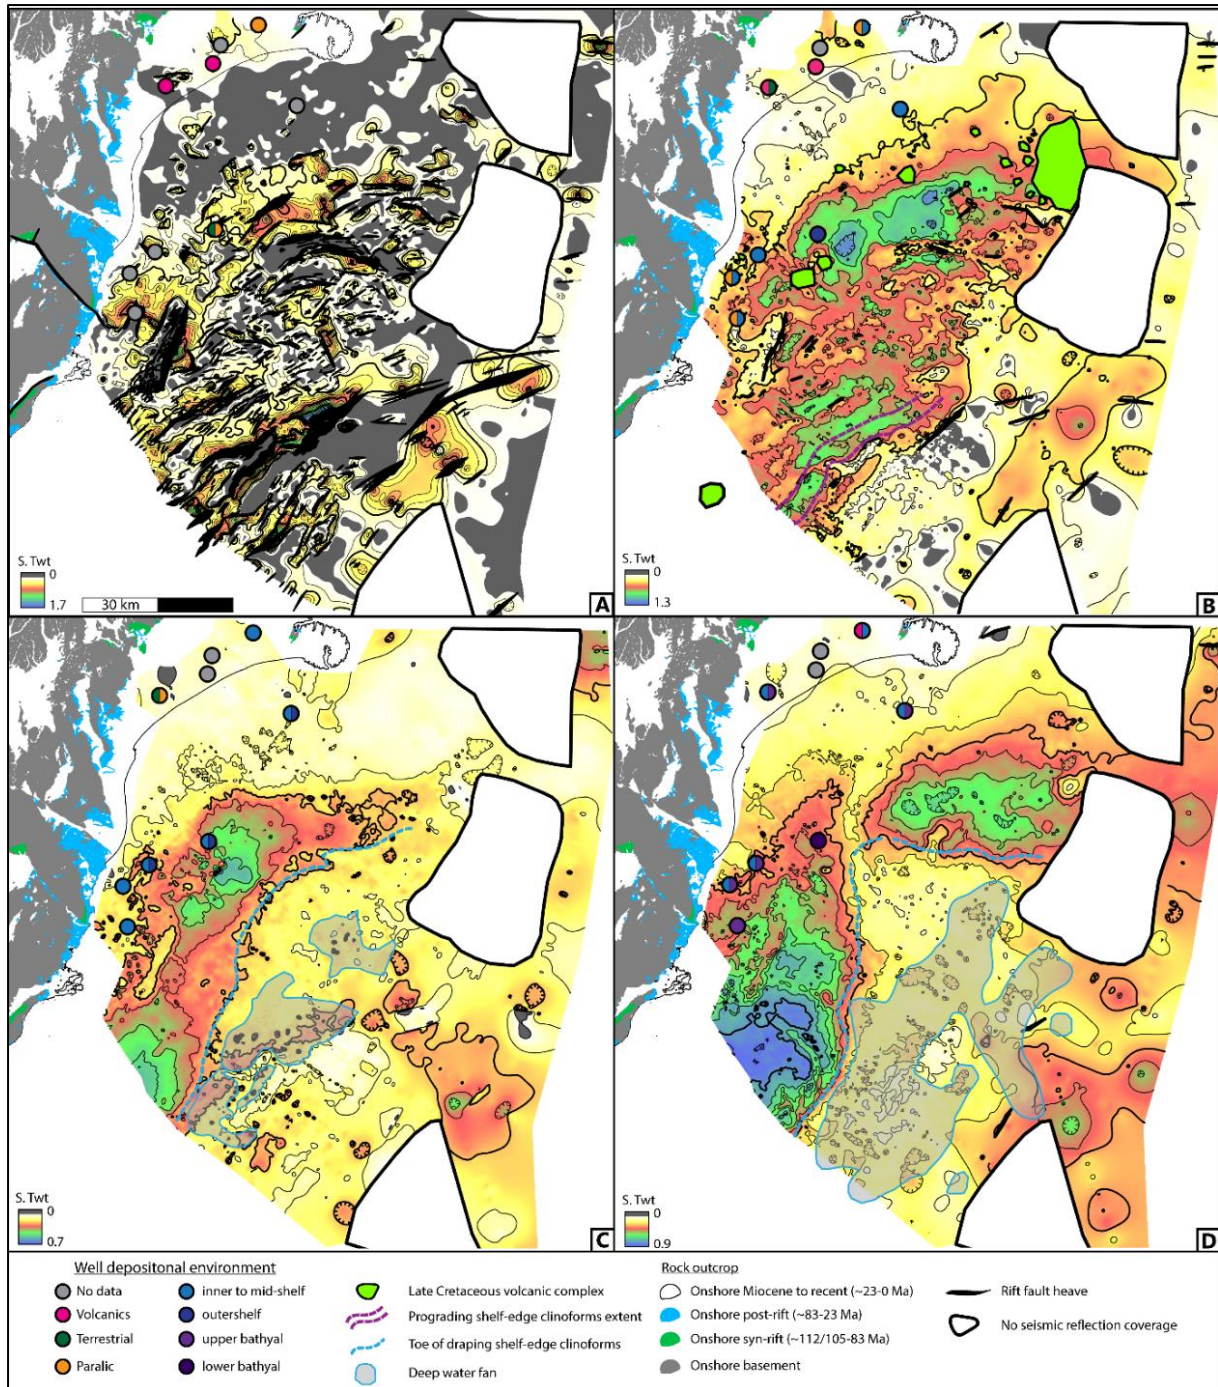 S. Twt
0
1.7
30 km
A
S. Twt
0
1.3
B
S. Twt
0
0.7
C
S. Twt
0
0.9
D
Well depositional environment
No data
Volcanics
Terrestrial
Paralic
inner to mid-shelf
outershelf
upper bathyal
lower bathyal
Late Cretaceous volcanic complex
Prograding shelf-edge clinoforms extent
Toe of draping shelf-edge clinoforms
Deep water fan
Rock outcrop
Onshore Miocene to recent (~23-0 Ma)
Onshore post-rift (~83-23 Ma)
Onshore syn-rift (~112/105-83 Ma)
Onshore basement
Rift fault heave
No seismic reflection coverage